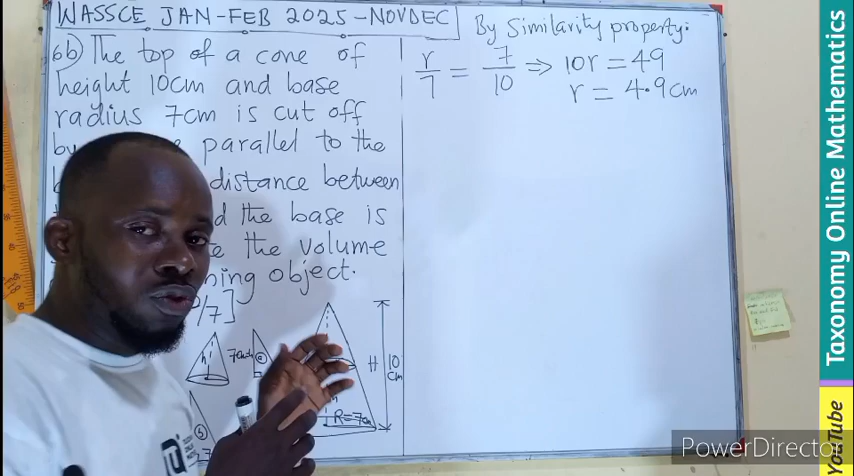 WASSCE JAN-FEB 2025-NOVDEC
6b) The top of a cone of
height 10cm and base
radius 7cm is cut off
parallel to the
distance between
the base is
the volume
object.
/7]
h 7cm a
H 10 cm
R=7cm
b
By Similarity property:
r/7 = 7/10 ⇒ 10r = 49
r = 4.9cm
Taxonomy Online Mathematics
YouTube
PowerDirector